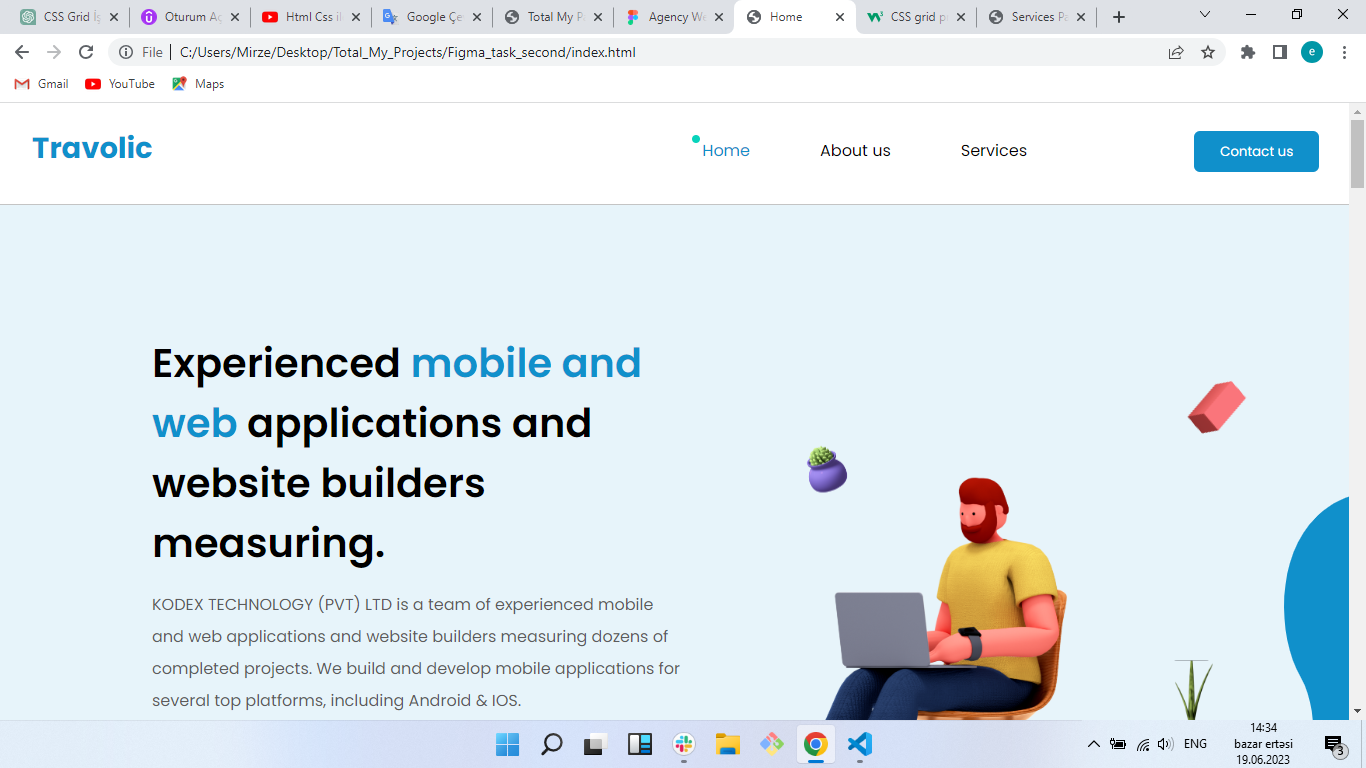 CSS Grid İş
Oturum Aç
Html Css il
Google Çe
Total My P
Agency We
Home
CSS grid p
Services Pa
File | C:/Users/Mirze/Desktop/Total_My_Projects/Figma_task_second/index.html
e
Gmail YouTube Maps
Travolic
Home About us Services
Contact us
Experienced mobile and
web applications and
website builders
measuring.
KODEX TECHNOLOGY (PVT) LTD is a team of experienced mobile
and web applications and website builders measuring dozens of
completed projects. We build and develop mobile applications for
several top platforms, including Android & IOS.
ENG
14:34
bazar ertəsi
19.06.2023
3